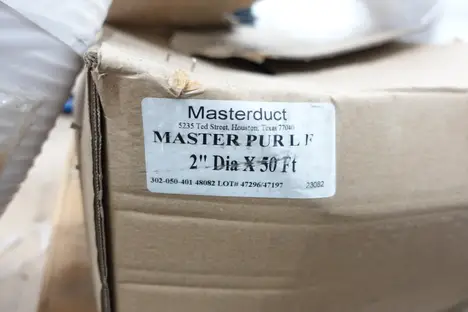 Masterduct
5235 Ted Street, Houston, Texas 77040
MASTER PUR L F
2" Dia X 50 Ft
302-050-401 48082 LOT# 47296/47197
23082